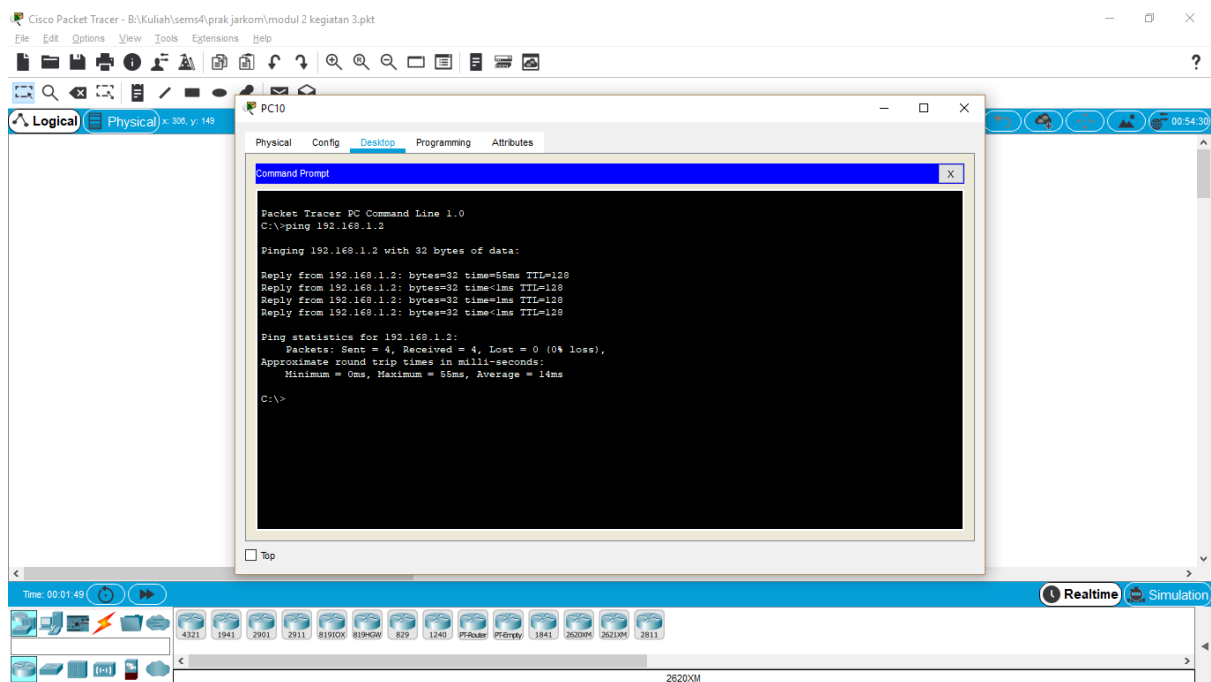 Cisco Packet Tracer - B:\Kuliah\sems4\prak jarkom\modul 2 kegiatan 3.pkt
File Edit Options View Tools Extensions Help
?
PC10
Logical Physical x: 306, y: 149
00:54:30
Physical Config Desktop Programming Attributes
Command Prompt X
Packet Tracer PC Command Line 1.0
C:\>ping 192.168.1.2
Pinging 192.168.1.2 with 32 bytes of data:
Reply from 192.168.1.2: bytes=32 time=55ms TTL=128
Reply from 192.168.1.2: bytes=32 time<1ms TTL=128
Reply from 192.168.1.2: bytes=32 time=1ms TTL=128
Reply from 192.168.1.2: bytes=32 time<1ms TTL=128
Ping statistics for 192.168.1.2:
Packets: Sent = 4, Received = 4, Lost = 0 (0% loss),
Approximate round trip times in milli-seconds:
Minimum = 0ms, Maximum = 55ms, Average = 14ms
C:\>
Top
Time: 00:01:49 Realtime Simulation
4321 1941 2901 2911 819IOX 819HGW 829 1240 PT-Router PT-Empty 1841 2620XM 2621XM 2811
2620XM